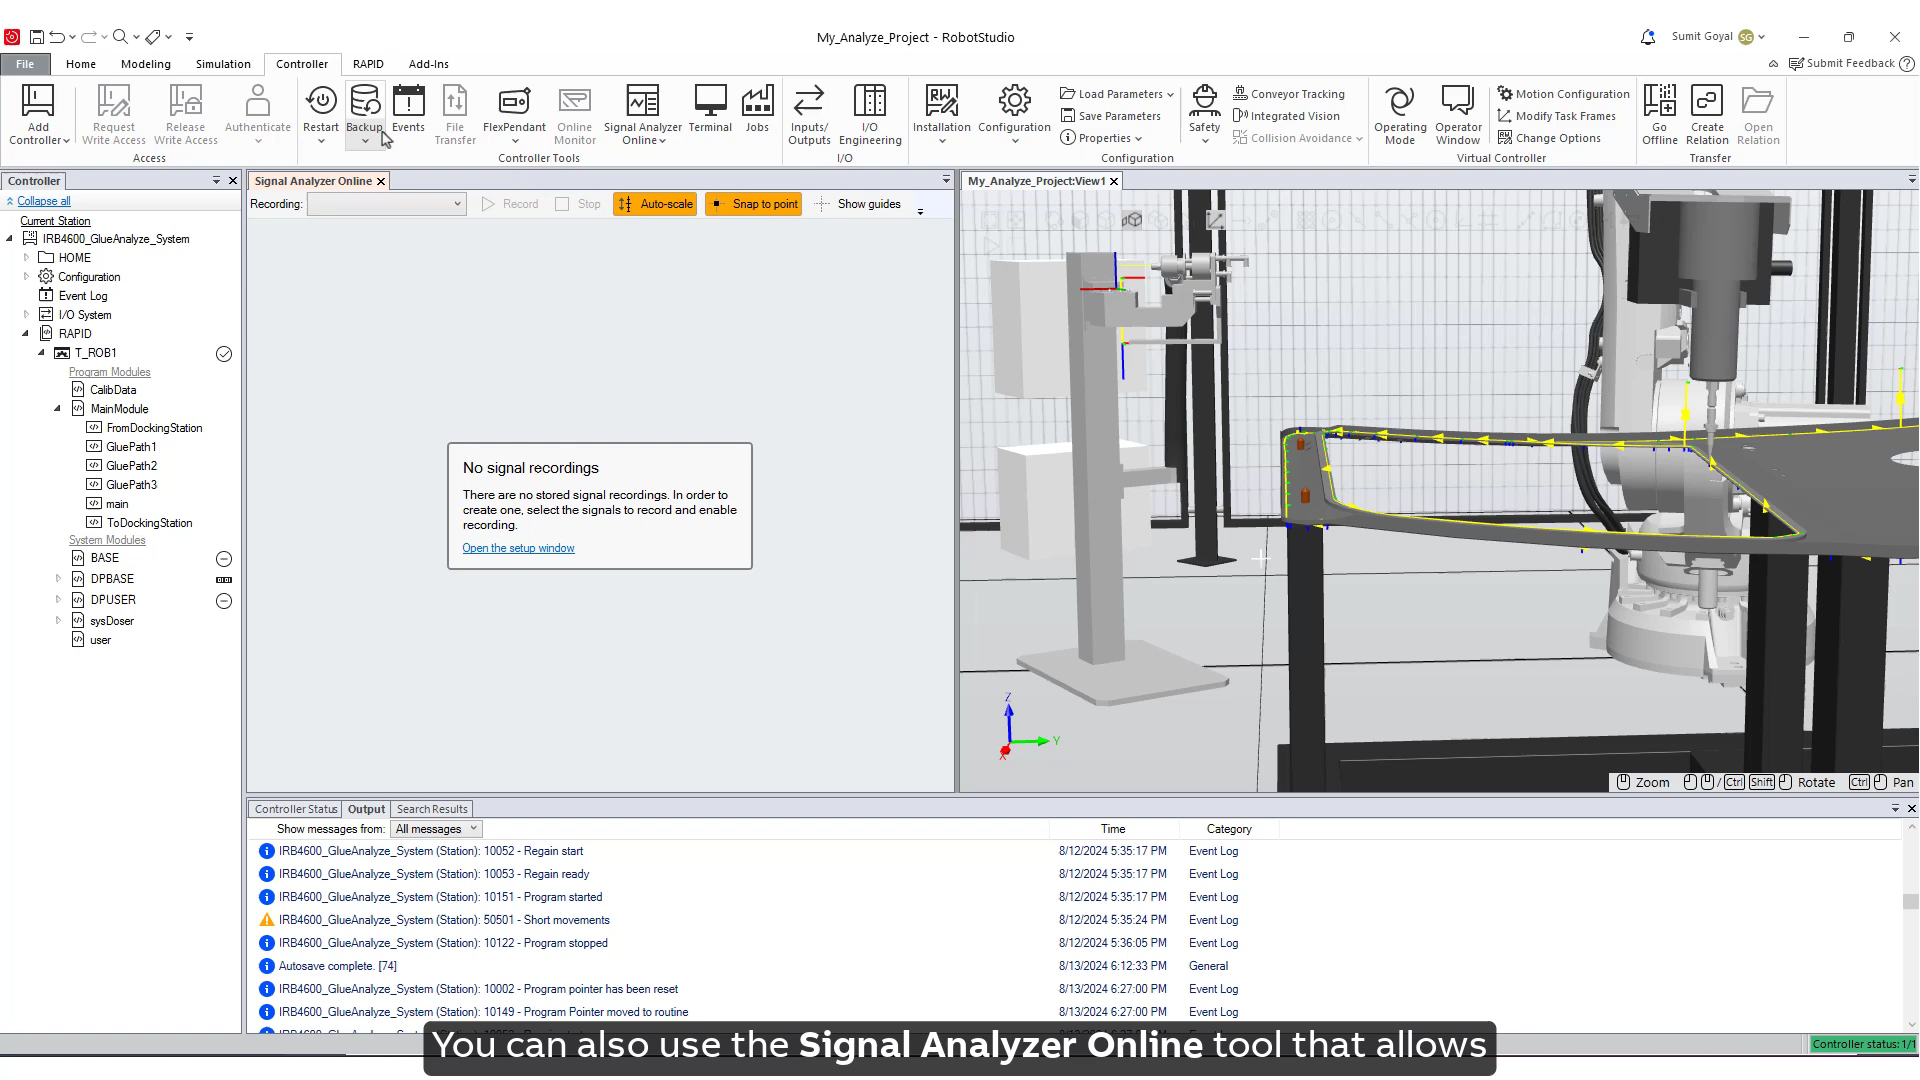 My_Analyze_Project - RobotStudio
Sumit Goyal SG
File Home Modeling Simulation Controller RAPID Add-Ins
Submit Feedback
Add Controller
Request Write Access
Release Write Access
Authenticate
Access
Restart
Backup
Events
File Transfer
FlexPendant
Online Monitor
Signal Analyzer Online
Terminal
Jobs
Controller Tools
Inputs/ Outputs
I/O Engineering
I/O
Installation
Configuration
Load Parameters
Save Parameters
Properties
Safety
Conveyor Tracking
Integrated Vision
Collision Avoidance
Configuration
Operating Mode
Operator Window
Motion Configuration
Modify Task Frames
Change Options
Virtual Controller
Go Offline
Create Relation
Open Relation
Transfer
Controller
Collapse all
Current Station
IRB4600_GlueAnalyze_System
HOME
Configuration
Event Log
I/O System
RAPID
T_ROB1
Program Modules
CalibData
MainModule
FromDockingStation
GluePath1
GluePath2
GluePath3
main
ToDockingStation
System Modules
BASE
DPBASE
DPUSER
sysDoser
user
Signal Analyzer Online
Recording: Record Stop Auto-scale Snap to point Show guides
No signal recordings
There are no stored signal recordings. In order to
create one, select the signals to record and enable
recording.
Open the setup window
My_Analyze_Project:View1
Z
Y
X
Zoom / Ctrl Shift Rotate Ctrl Pan
Controller Status Output Search Results
Show messages from: All messages Time Category
IRB4600_GlueAnalyze_System (Station): 10052 - Regain start 8/12/2024 5:35:17 PM Event Log
IRB4600_GlueAnalyze_System (Station): 10053 - Regain ready 8/12/2024 5:35:17 PM Event Log
IRB4600_GlueAnalyze_System (Station): 10151 - Program started 8/12/2024 5:35:17 PM Event Log
IRB4600_GlueAnalyze_System (Station): 50501 - Short movements 8/12/2024 5:35:24 PM Event Log
IRB4600_GlueAnalyze_System (Station): 10122 - Program stopped 8/12/2024 5:36:05 PM Event Log
Autosave complete. [74] 8/13/2024 6:12:33 PM General
IRB4600_GlueAnalyze_System (Station): 10002 - Program pointer has been reset 8/13/2024 6:27:00 PM Event Log
IRB4600_GlueAnalyze_System (Station): 10149 - Program Pointer moved to routine 8/13/2024 6:27:00 PM Event Log
You can also use the Signal Analyzer Online tool that allows
Controller status: 1/1